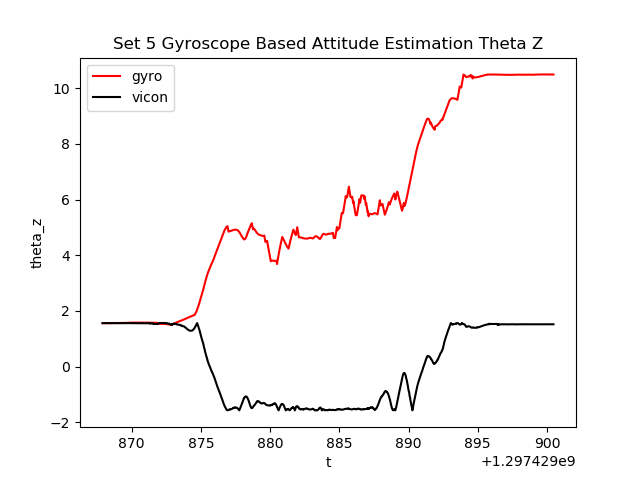 Set 5 Gyroscope Based Attitude Estimation Theta Z
gyro
vicon
theta_z
10
8
6
4
2
0
−2
870
875
880
885
890
895
900
t
+1.297429e9